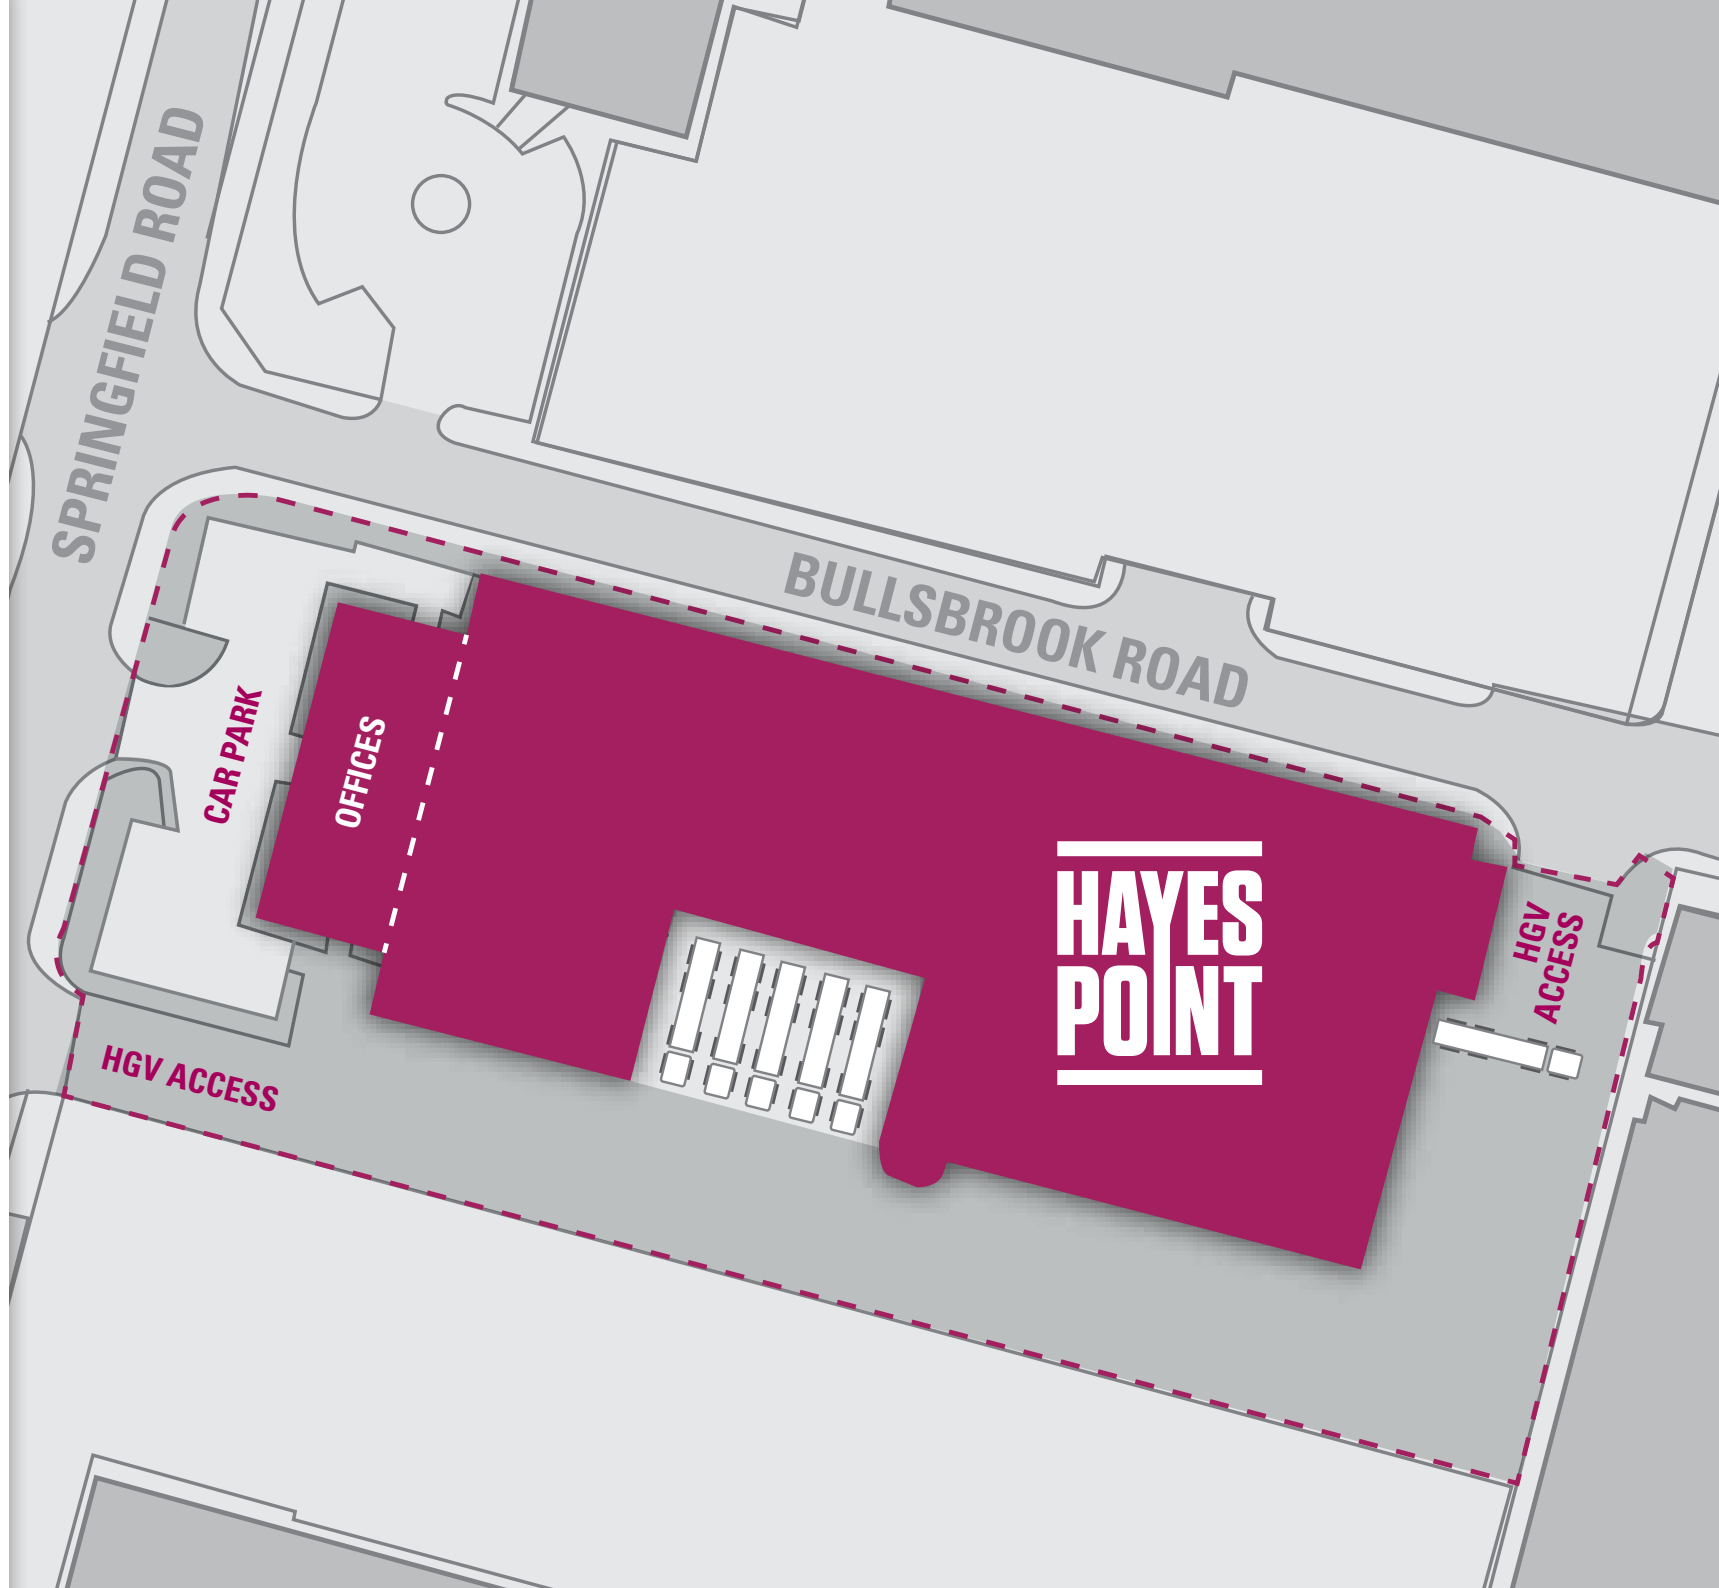 SPRINGFIELD ROAD
BULLSBROOK ROAD
CAR PARK
OFFICES
HAYES
POINT
HGV
ACCESS
HGV ACCESS